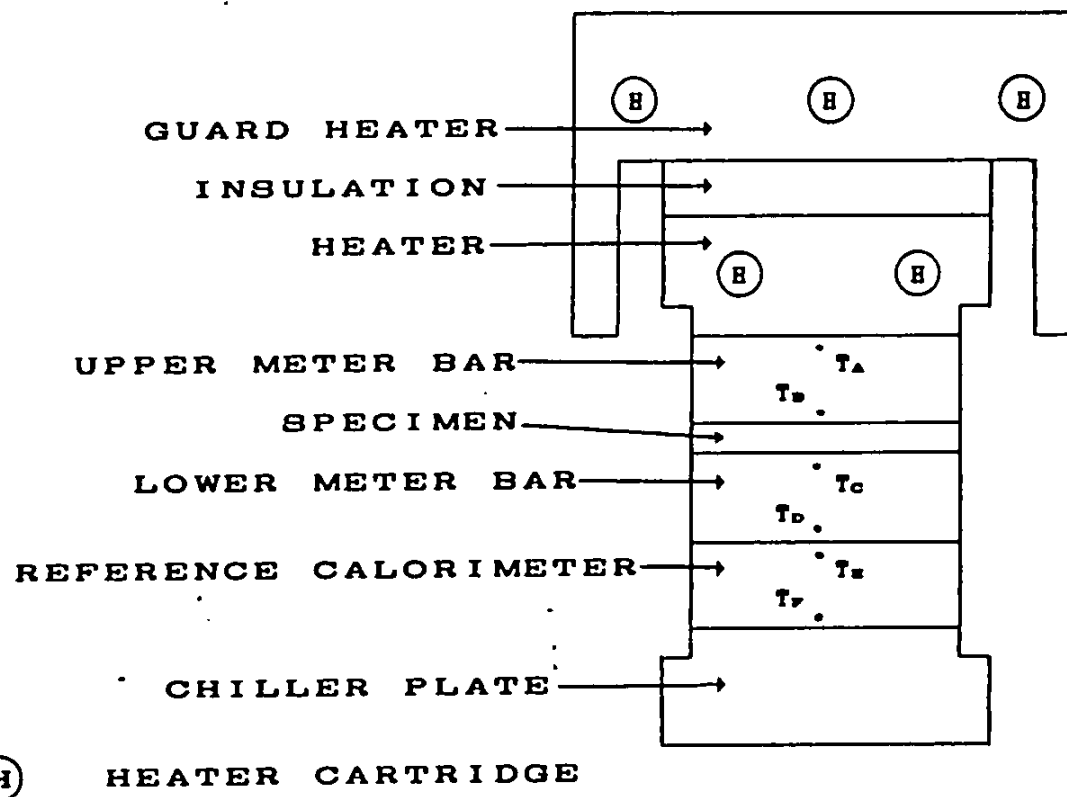 H H H
GUARD HEATER
INSULATION
HEATER
H H
UPPER METER BAR
TA
TB
SPECIMEN
LOWER METER BAR
TC
TD
REFERENCE CALORIMETER
TE
TF
CHILLER PLATE
H HEATER CARTRIDGE